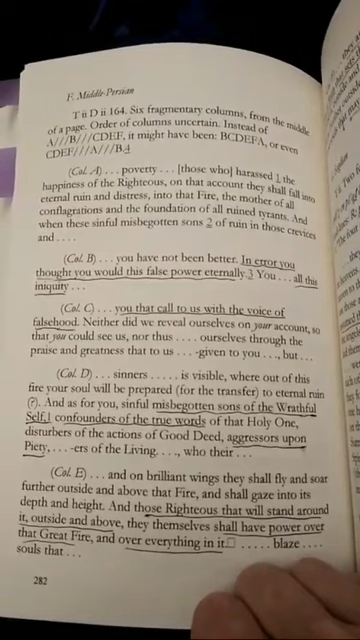 F. Middle-Persian
T ii D ii 164. Six fragmentary columns, from the middle
of a page. Order of columns uncertain. Instead of
A///B///CDEF, it might have been: BCDEFA, or even
CDEF///A///B.4
(Col. A) . . . poverty . . . [those who] harassed 1 the
happiness of the Righteous, on that account they shall fall into
eternal ruin and distress, into that Fire, the mother of all
conflagrations and the foundation of all ruined tyrants. And
when these sinful misbegotten sons 2 of ruin in those crevices
and . . . .
(Col. B) . . . you have not been better. In error you
thought you would this false power eternally.3 You . . . all this
iniquity . . .
(Col. C) . . . you that call to us with the voice of
falsehood. Neither did we reveal ourselves on your account, so
that you could see us, nor thus . . . . ourselves through the
praise and greatness that to us . . . -given to you . . ., but . . .
(Col. D) . . . sinners . . . . . is visible, where out of this
fire your soul will be prepared (for the transfer) to eternal ruin
(?). And as for you, sinful misbegotten sons of the Wrathful
Self,1 confounders of the true words of that Holy One,
disturbers of the actions of Good Deed, aggressors upon
Piety, . . . -ers of the Living. . . ., who their . . .
(Col. E) . . . and on brilliant wings they shall fly and soar
further outside and above that Fire, and shall gaze into its
depth and height. And those Righteous that will stand around
it, outside and above, they themselves shall have power over
that Great Fire, and over everything in it.□ . . . . . blaze . . . .
souls that . . .
282